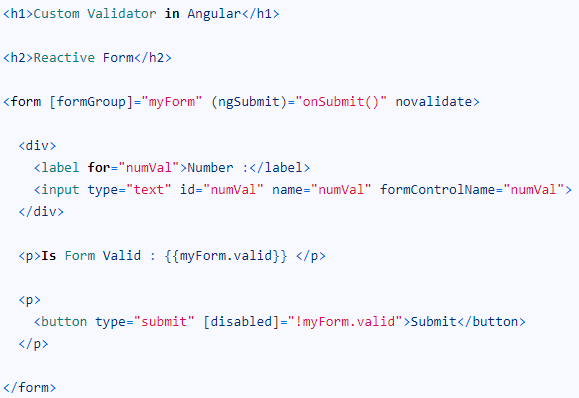 <h1>Custom Validator in Angular</h1>
<h2>Reactive Form</h2>
<form [formGroup]="myForm" (ngSubmit)="onSubmit()" novalidate>
<div>
<label for="numVal">Number :</label>
<input type="text" id="numVal" name="numVal" formControlName="numVal">
</div>
<p>Is Form Valid : {{myForm.valid}} </p>
<p>
<button type="submit" [disabled]="!myForm.valid">Submit</button>
</p>
</form>